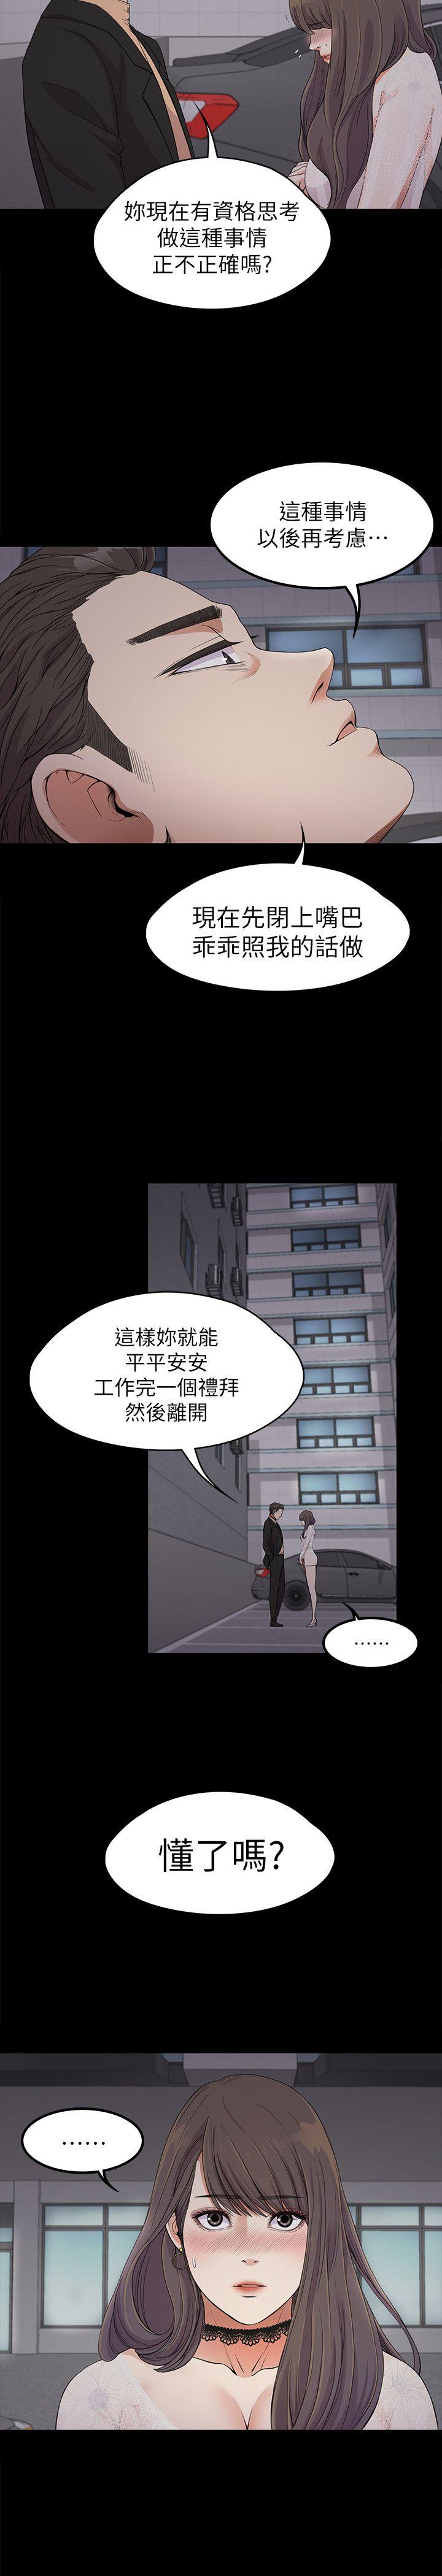 妳現在有資格思考
做這種事情
正不正確嗎?
這種事情
以後再考慮…
現在先閉上嘴巴
乖乖照我的話做
這樣妳就能
平平安安
工作完一個禮拜
然後離開
……
懂了嗎?
……